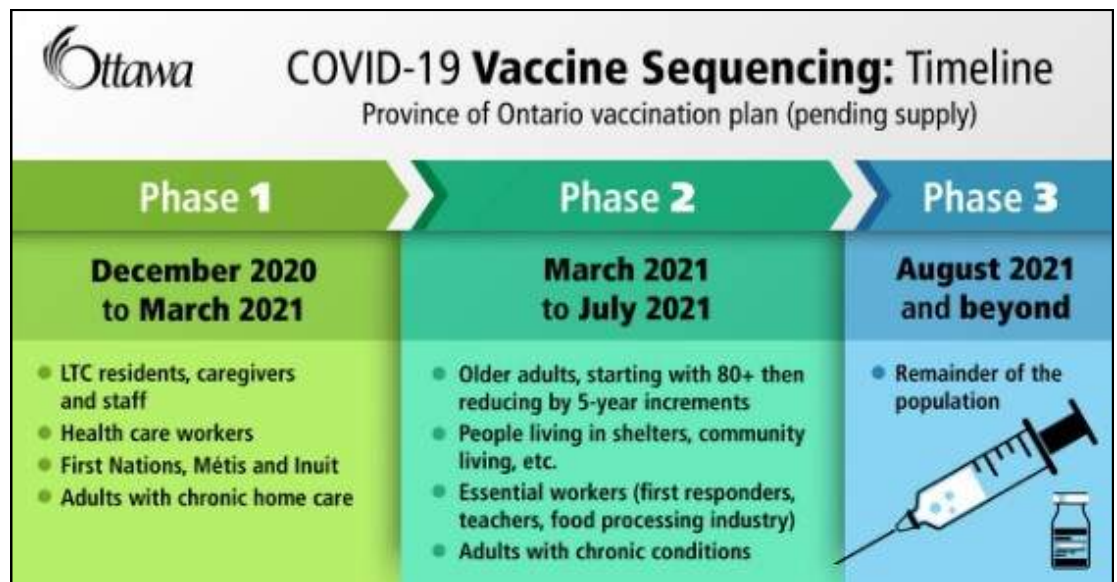 Ottawa
COVID-19 Vaccine Sequencing: Timeline
Province of Ontario vaccination plan (pending supply)
Phase 1
December 2020
to March 2021
• LTC residents, caregivers
and staff
• Health care workers
• First Nations, Métis and Inuit
• Adults with chronic home care
Phase 2
March 2021
to July 2021
• Older adults, starting with 80+ then
reducing by 5-year increments
• People living in shelters, community
living, etc.
• Essential workers (first responders,
teachers, food processing industry)
• Adults with chronic conditions
Phase 3
August 2021
and beyond
• Remainder of the
population